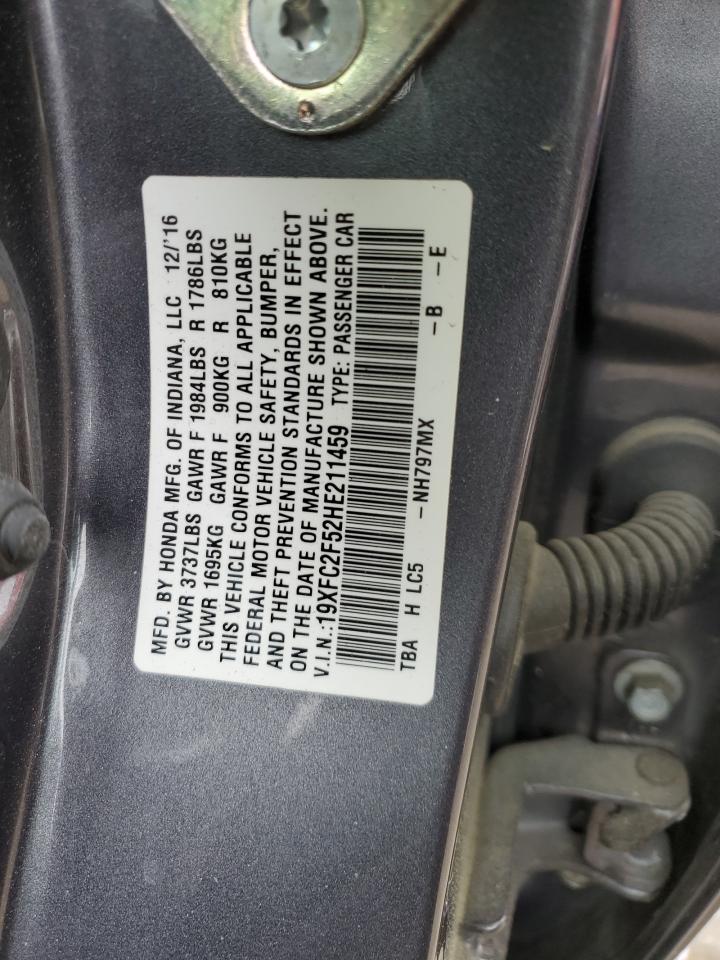 MFD. BY HONDA MFG. OF INDIANA, LLC 12/'16
GVWR 3737LBS GAWR F 1984LBS R 1786LBS
GVWR 1695KG GAWR F 900KG R 810KG
THIS VEHICLE CONFORMS TO ALL APPLICABLE
FEDERAL MOTOR VEHICLE SAFETY, BUMPER,
AND THEFT PREVENTION STANDARDS IN EFFECT
ON THE DATE OF MANUFACTURE SHOWN ABOVE.
V.I.N.:19XFC2F52HE211459 TYPE: PASSENGER CAR
TBA H LC5 -NH797MX -B -E